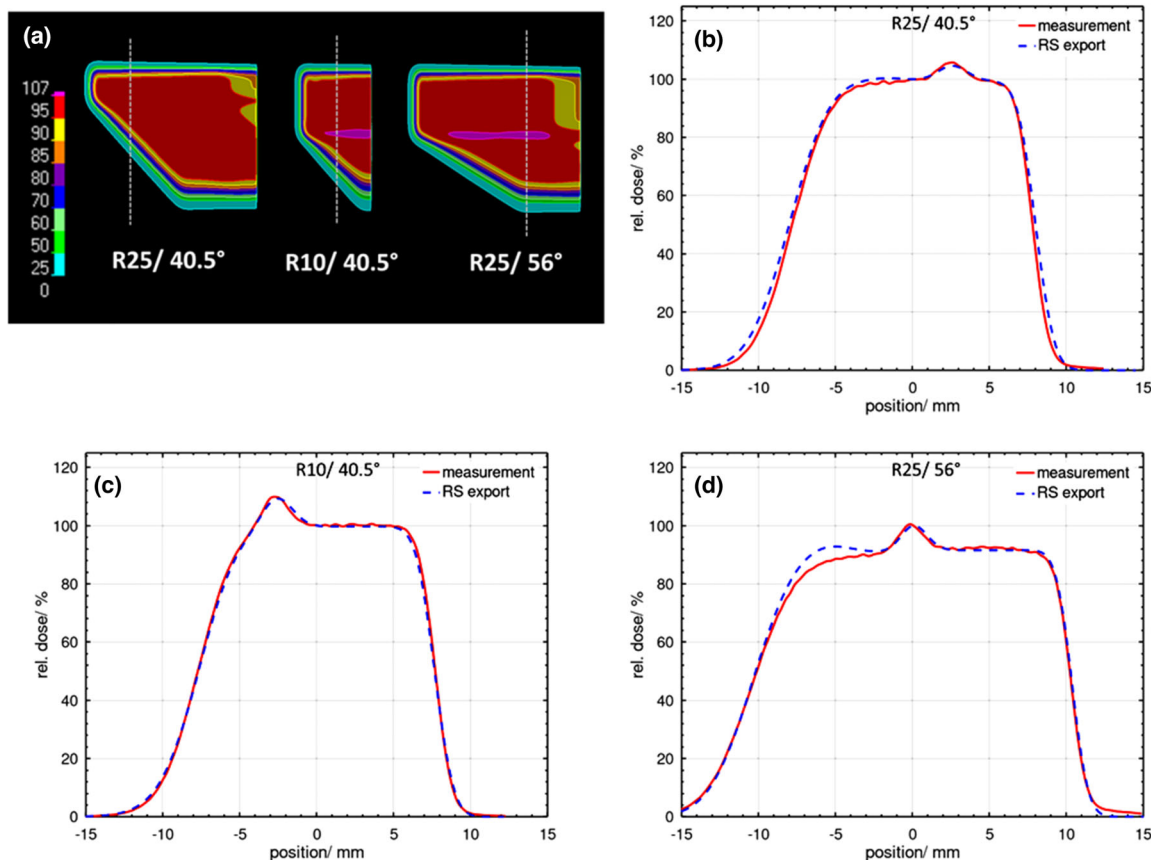 (a)
107
95
90
85
80
70
60
50
25
0
R25/ 40.5°
R10/ 40.5°
R25/ 56°
(b)
R25/ 40.5°
measurement
RS export
rel. dose/ %
120
100
80
60
40
20
0
-15 -10 -5 0 5 10 15
position/ mm
(c)
R10/ 40.5°
measurement
RS export
rel. dose/ %
120
100
80
60
40
20
0
-15 -10 -5 0 5 10 15
position/ mm
(d)
R25/ 56°
measurement
RS export
rel. dose/ %
120
100
80
60
40
20
0
-15 -10 -5 0 5 10 15
position/ mm